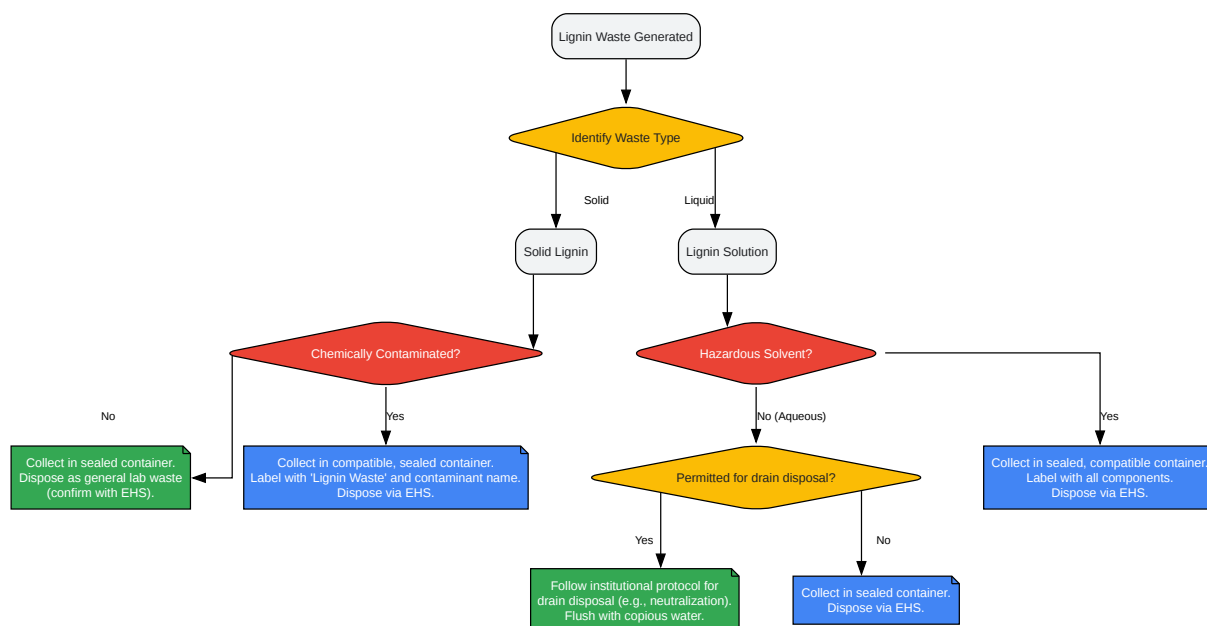 Lignin Waste Generated
Identify Waste Type
Solid
Liquid
Solid Lignin
Lignin Solution
Chemically Contaminated?
Hazardous Solvent?
No
Yes
No (Aqueous)
Yes
Collect in sealed container.
Dispose as general lab waste
(confirm with EHS).
Collect in compatible, sealed container.
Label with 'Lignin Waste' and contaminant name.
Dispose via EHS.
Permitted for drain disposal?
Collect in sealed, compatible container.
Label with all components.
Dispose via EHS.
Yes
No
Follow institutional protocol for
drain disposal (e.g., neutralization).
Flush with copious water.
Collect in sealed container.
Dispose via EHS.